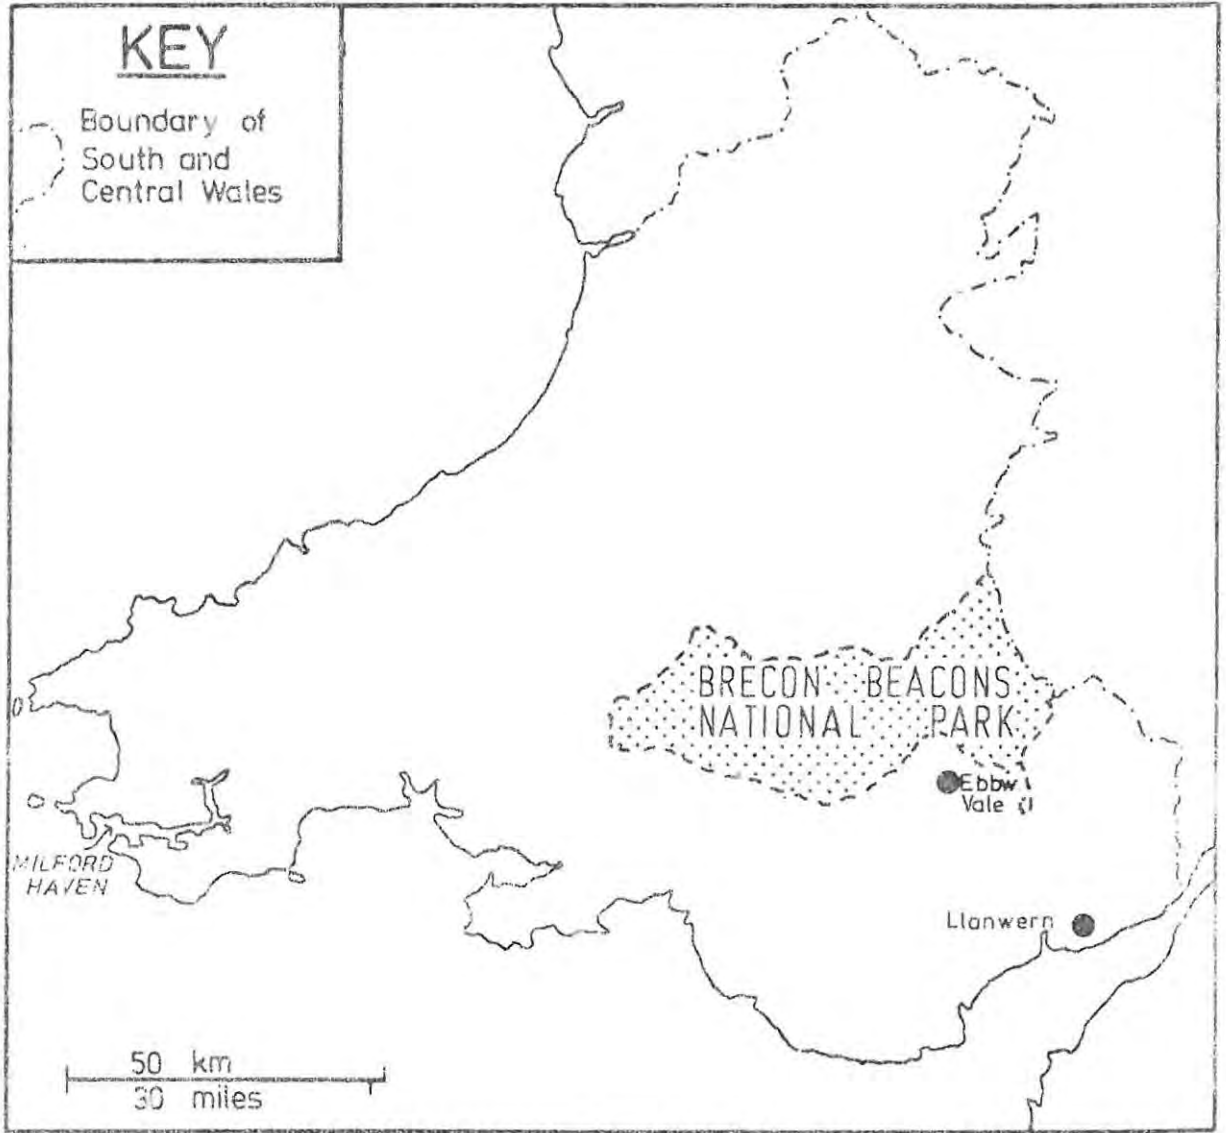 KEY
Boundary of
South and
Central Wales
BRECON BEACONS
NATIONAL PARK
Ebbw
Vale
MILFORD
HAVEN
Llanwern
50 km
30 miles